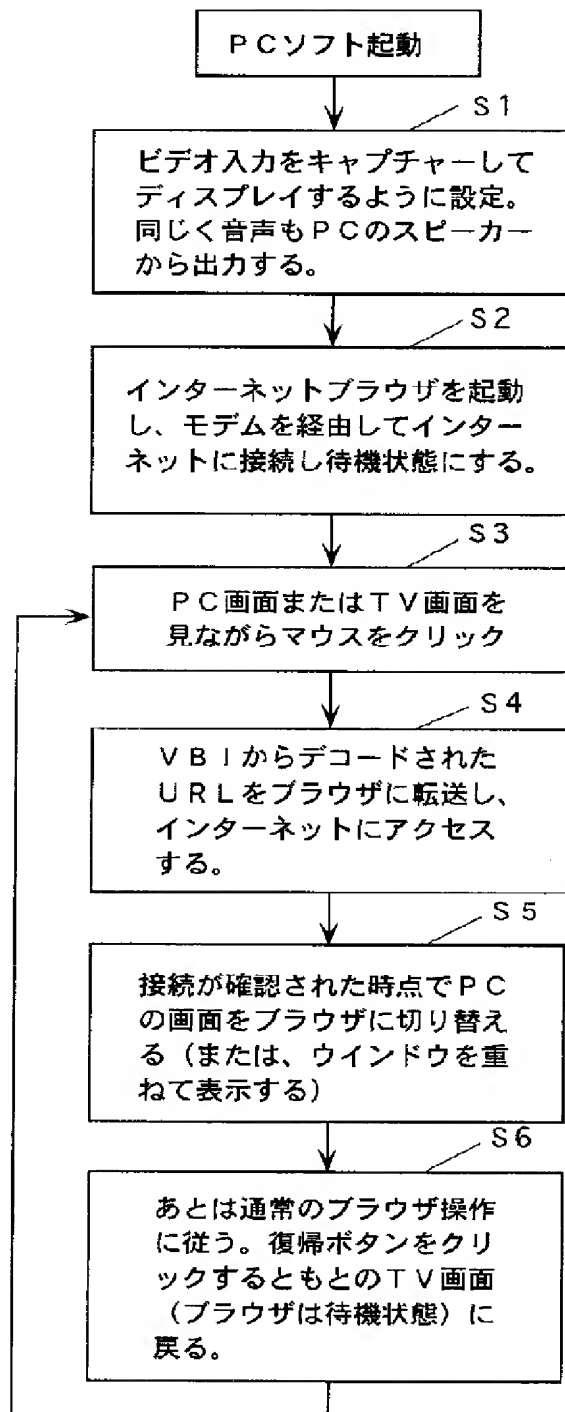 PCソフト起動
S1
ビデオ入力をキャプチャーして
ディスプレイするように設定。
同じく音声もPCのスピーカー
から出力する。
S2
インターネットブラウザを起動
し、モデムを経由してインター
ネットに接続し待機状態にする。
S3
PC画面またはTV画面を
見ながらマウスをクリック
S4
VBIからデコードされた
URLをブラウザに転送し、
インターネットにアクセス
する。
S5
接続が確認された時点でPC
の画面をブラウザに切り替え
る（または、ウインドウを重
ねて表示する）
S6
あとは通常のブラウザ操作
に従う。復帰ボタンをクリ
ックするともとのTV画面
（ブラウザは待機状態）に
戻る。